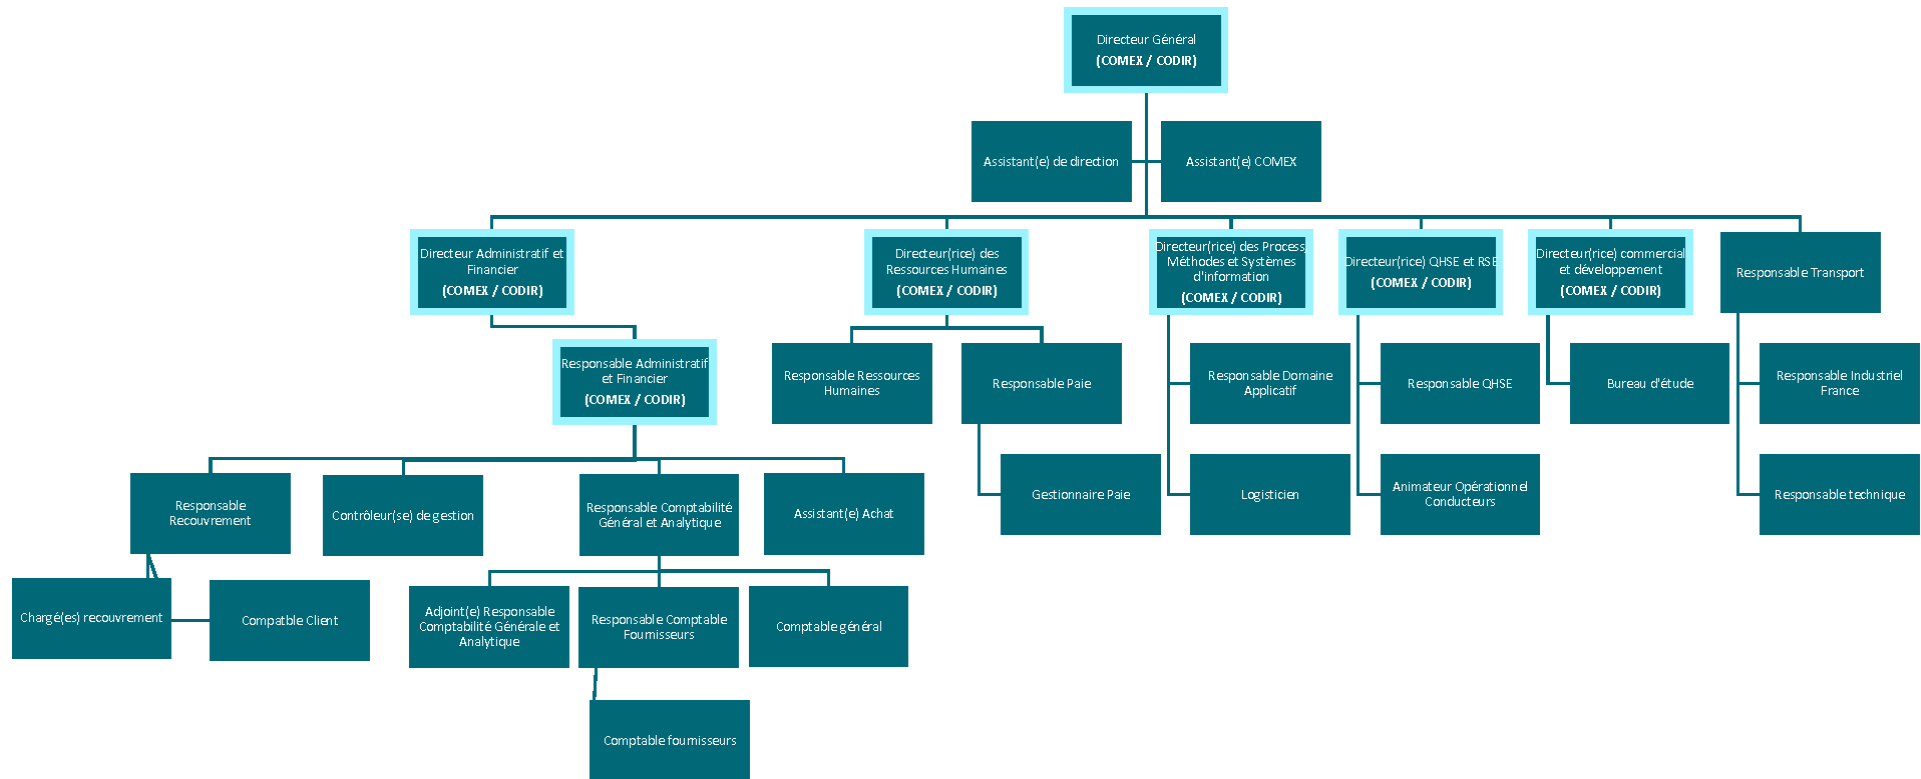 Directeur Général
(COMEX / CODIR)
Assistant(e) de direction
Assistant(e) COMEX
Directeur Administratif et
Financier
(COMEX / CODIR)
Directeur(rice) des
Ressources Humaines
(COMEX / CODIR)
Directeur(rice) des Process,
Méthodes et Systèmes
d'information
(COMEX / CODIR)
Directeur(rice) QHSE et RSE
(COMEX / CODIR)
Directeur(rice) commercial
et développement
(COMEX / CODIR)
Responsable Transport
Responsable Administratif
et Financier
(COMEX / CODIR)
Responsable Ressources
Humaines
Responsable Paie
Responsable Domaine
Applicatif
Responsable QHSE
Bureau d'étude
Responsable Industriel
France
Gestionnaire Paie
Logisticien
Animateur Opérationnel
Conducteurs
Responsable technique
Responsable
Recouvrement
Contrôleur(se) de gestion
Responsable Comptabilité
Général et Analytique
Assistant(e) Achat
Chargé(es) recouvrement
Compatble Client
Adjoint(e) Responsable
Comptabilité Générale et
Analytique
Responsable Comptable
Fournisseurs
Comptable général
Comptable fournisseurs